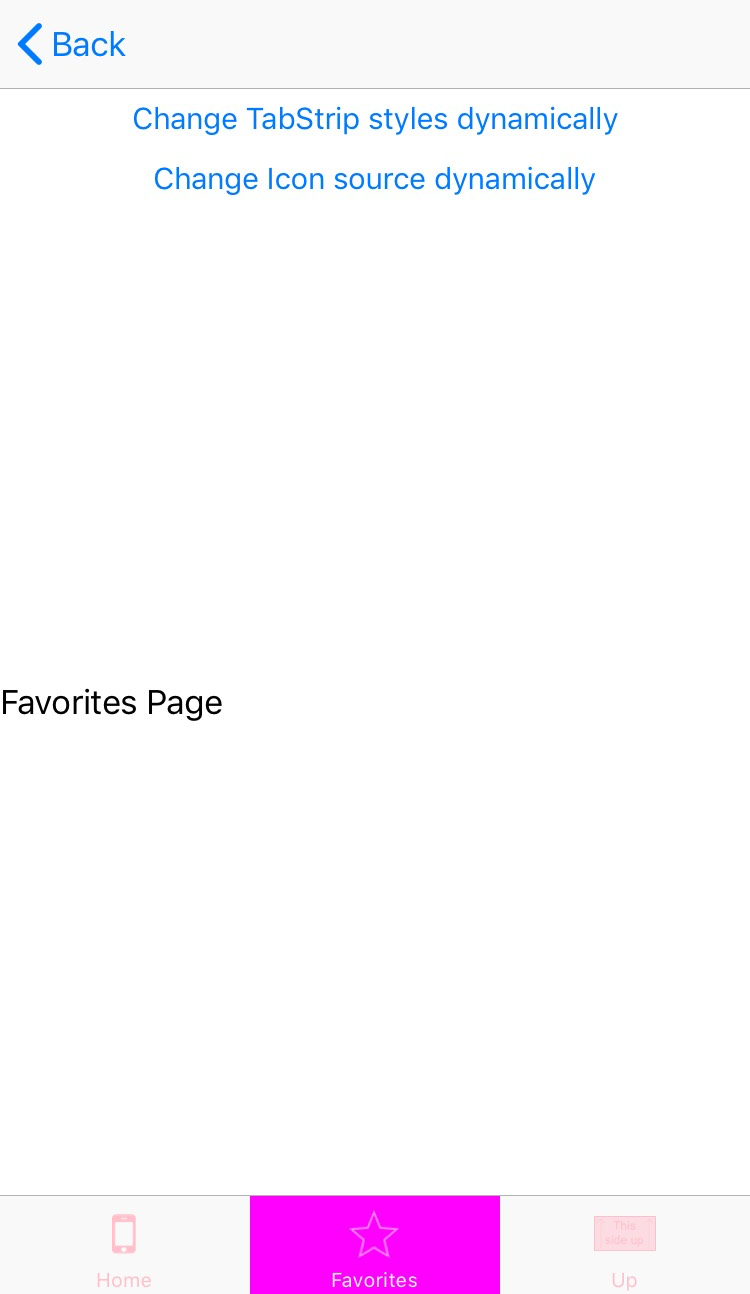 Back
Change TabStrip styles dynamically
Change Icon source dynamically
Favorites Page
This
side up
Home
Favorites
Up